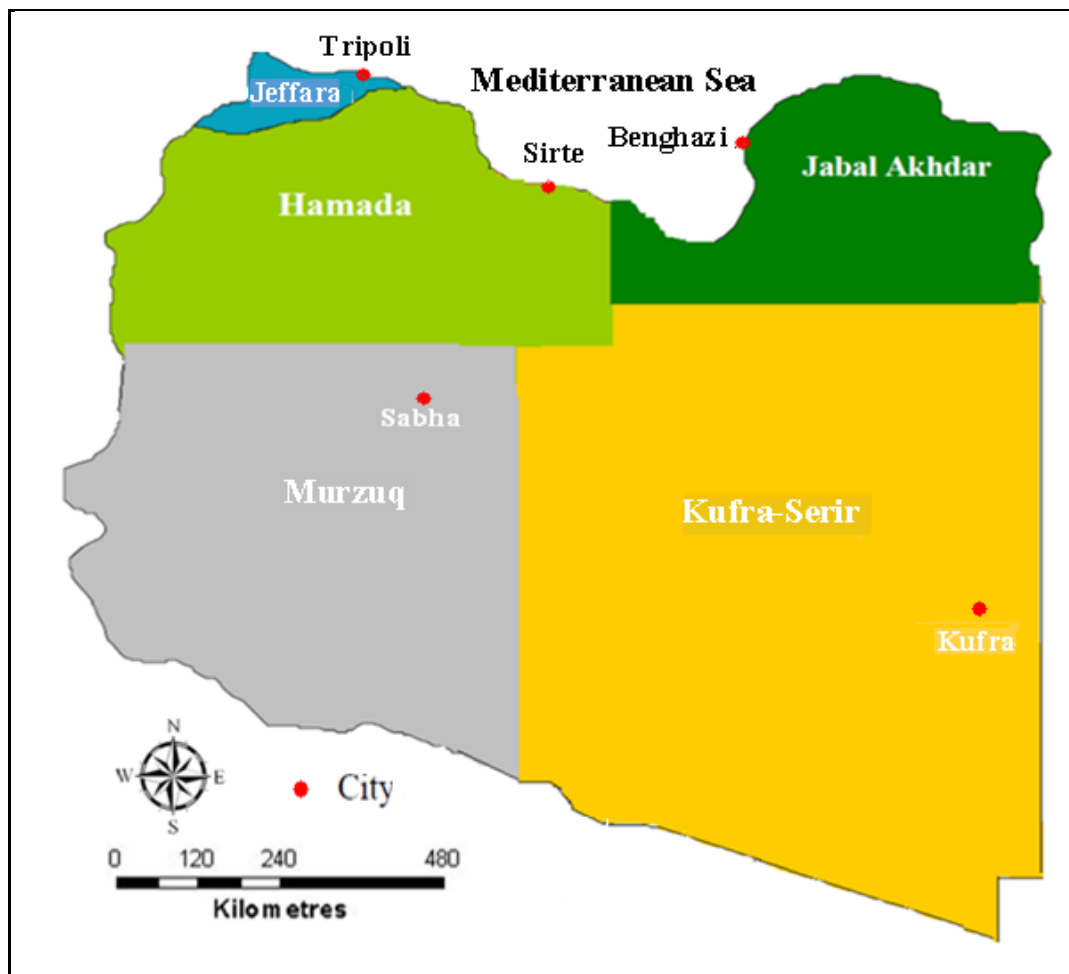 Tripoli
Mediterranean Sea
Jeffara
Benghazi
Sirte
Jabal Akhdar
Hamada
Sabha
Murzuq
Kufra-Serir
Kufra
N
W
E
S
City
0 120 240 480
Kilometres